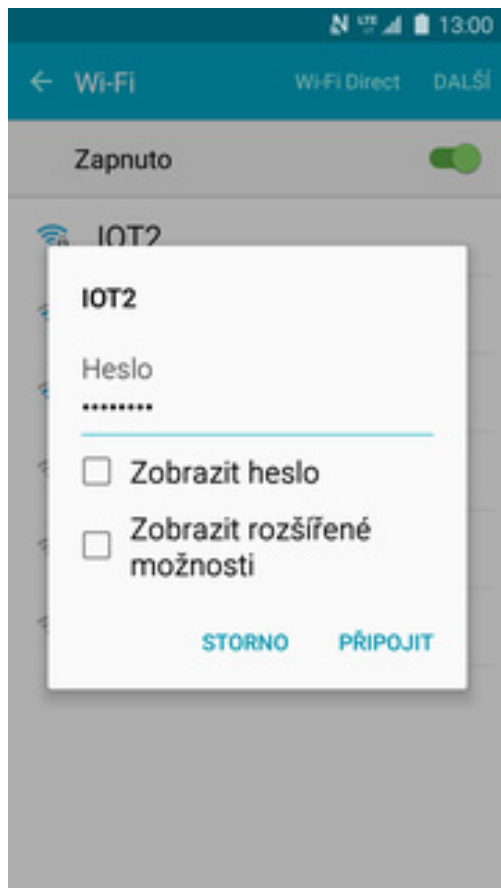 LTE 13:00
Wi-Fi Wi-Fi Direct DALŠÍ
Zapnuto
IOT2
IOT2
Heslo
••••••••
Zobrazit heslo
Zobrazit rozšířené
možnosti
STORNO PŘIPOJIT